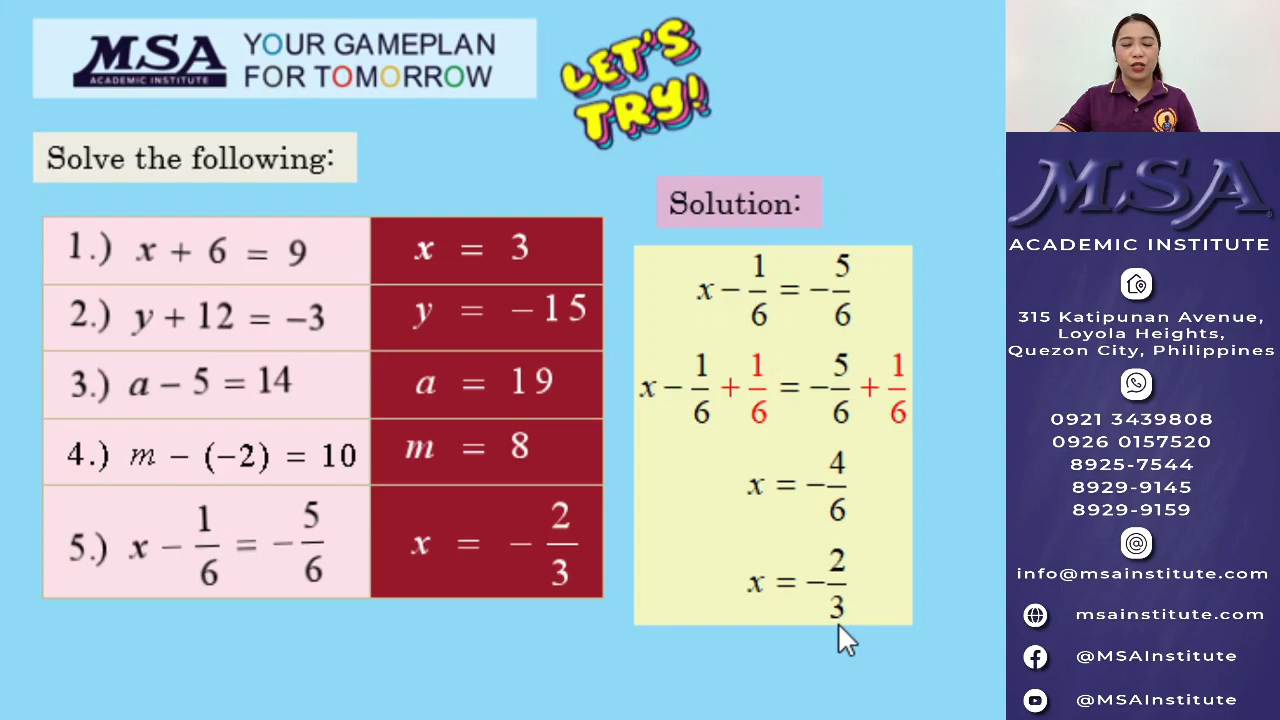 MSA
ACADEMIC INSTITUTE
YOUR GAMEPLAN
FOR TOMORROW
LET'S
TRY!
Solve the following:
1.) x + 6 = 9 x = 3
2.) y + 12 = −3 y = −15
3.) a − 5 = 14 a = 19
4.) m − (−2) = 10 m = 8
5.) x − 1/6 = −5/6 x = −2/3
Solution:
x − 1/6 = −5/6
x − 1/6 + 1/6 = −5/6 + 1/6
x = −4/6
x = −2/3
MSA
ACADEMIC INSTITUTE
315 Katipunan Avenue,
Loyola Heights,
Quezon City, Philippines
0921 3439808
0926 0157520
8925-7544
8929-9145
8929-9159
info@msainstitute.com
msainstitute.com
@MSAInstitute
@MSAInstitute